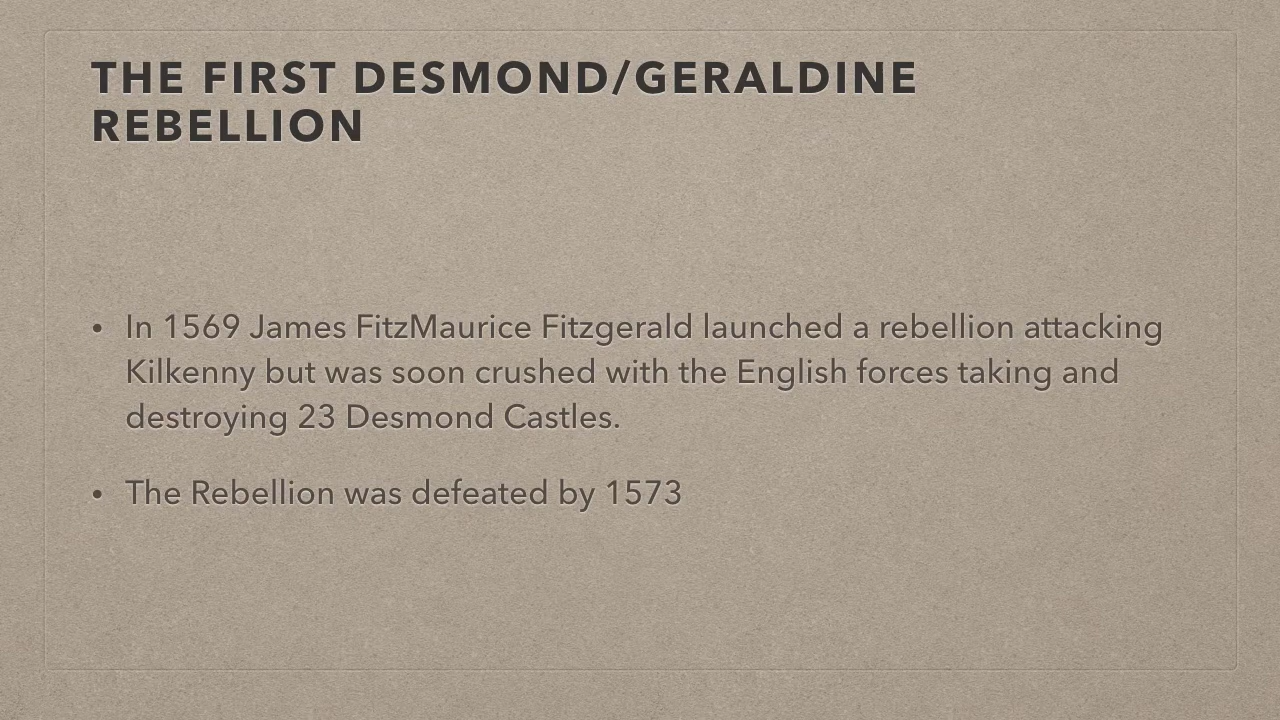 THE FIRST DESMOND/GERALDINE
REBELLION
• In 1569 James FitzMaurice Fitzgerald launched a rebellion attacking
Kilkenny but was soon crushed with the English forces taking and
destroying 23 Desmond Castles.
• The Rebellion was defeated by 1573